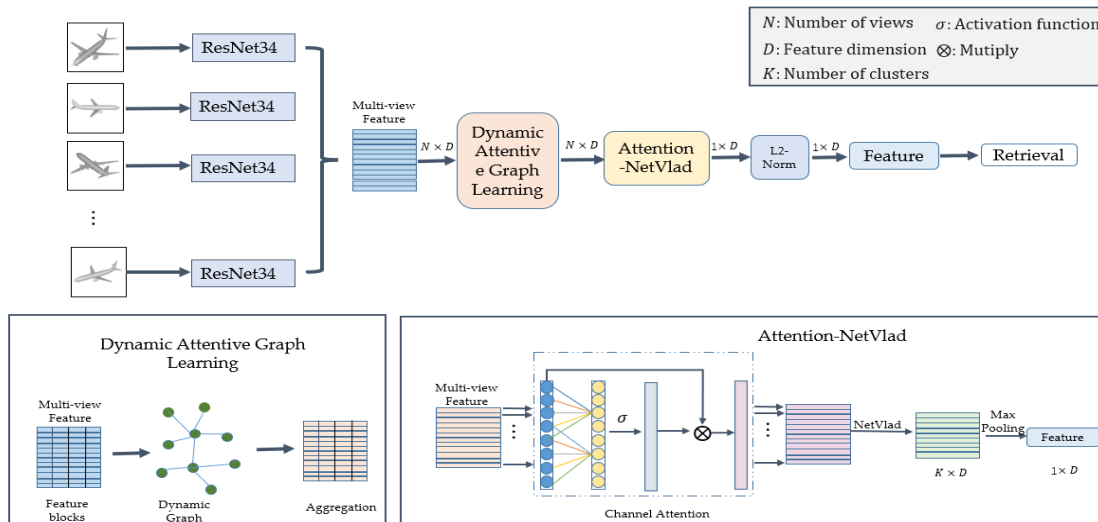 N: Number of views   σ: Activation function
D: Feature dimension   ⊗: Mutiply
K: Number of clusters
ResNet34
ResNet34
ResNet34
⋮
ResNet34
Multi-view
Feature
N × D
Dynamic
Attentiv
e Graph
Learning
N × D
Attention
-NetVlad
1 × D
L2-
Norm
1 × D
Feature
Retrieval
Dynamic Attentive Graph
Learning
Multi-view
Feature
Feature
blocks
Dynamic
Graph
Aggregation
Attention-NetVlad
Multi-view
Feature
⋮
σ
⊗
⋮
Channel Attention
NetVlad
K × D
Max
Pooling
Feature
1 × D